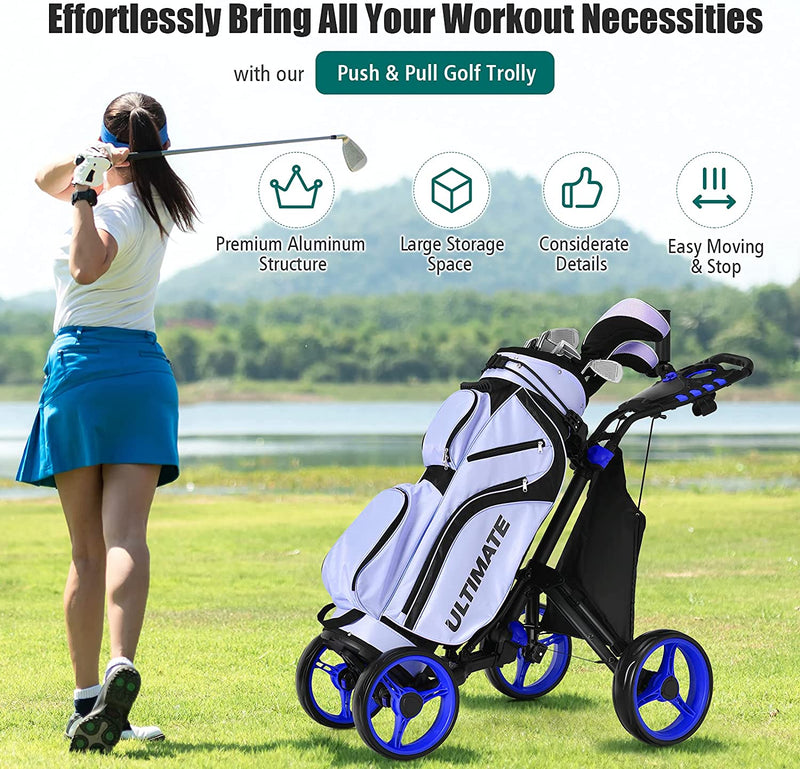 Effortlessly Bring All Your Workout Necessities
with our Push & Pull Golf Trolly
Premium Aluminum
Structure
Large Storage
Space
Considerate
Details
Easy Moving
& Stop
ULTIMATE